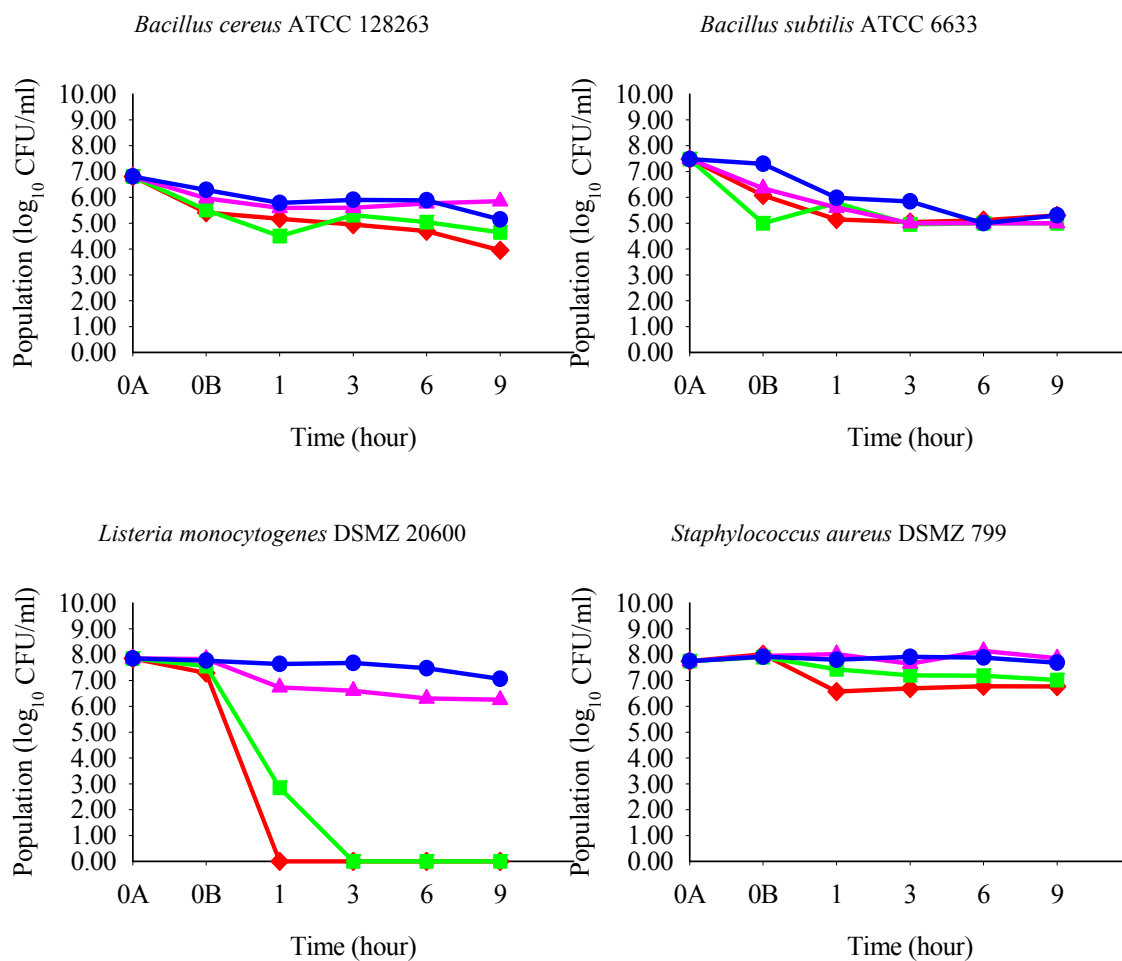 Bacillus cereus ATCC 128263
Population (log10 CFU/ml)
10.00
9.00
8.00
7.00
6.00
5.00
4.00
3.00
2.00
1.00
0.00
0A 0B 1 3 6 9
Time (hour)
Bacillus subtilis ATCC 6633
Population (log10 CFU/ml)
10.00
9.00
8.00
7.00
6.00
5.00
4.00
3.00
2.00
1.00
0.00
0A 0B 1 3 6 9
Time (hour)
Listeria monocytogenes DSMZ 20600
Population (log10 CFU/ml)
10.00
9.00
8.00
7.00
6.00
5.00
4.00
3.00
2.00
1.00
0.00
0A 0B 1 3 6 9
Time (hour)
Staphylococcus aureus DSMZ 799
Population (log10 CFU/ml)
10.00
9.00
8.00
7.00
6.00
5.00
4.00
3.00
2.00
1.00
0.00
0A 0B 1 3 6 9
Time (hour)